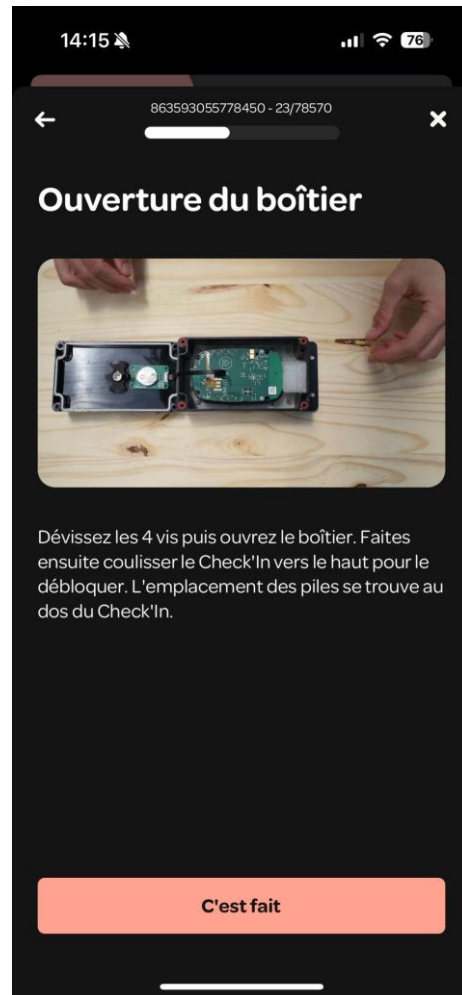 14:15
76
863593055778450 - 23/78570
Ouverture du boîtier
Dévissez les 4 vis puis ouvrez le boîtier. Faites
ensuite coulisser le Check'In vers le haut pour le
débloquer. L'emplacement des piles se trouve au
dos du Check'In.
C'est fait